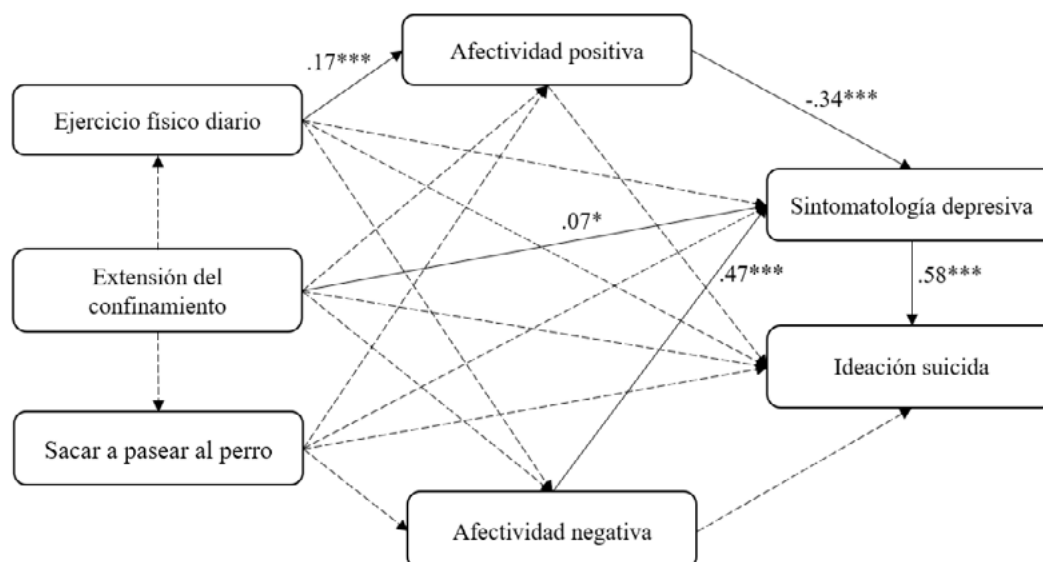 .17***
Afectividad positiva
-.34***
Ejercicio físico diario
Sintomatología depresiva
.07*
.47***
.58***
Extensión del
confinamiento
Ideación suicida
Sacar a pasear al perro
Afectividad negativa